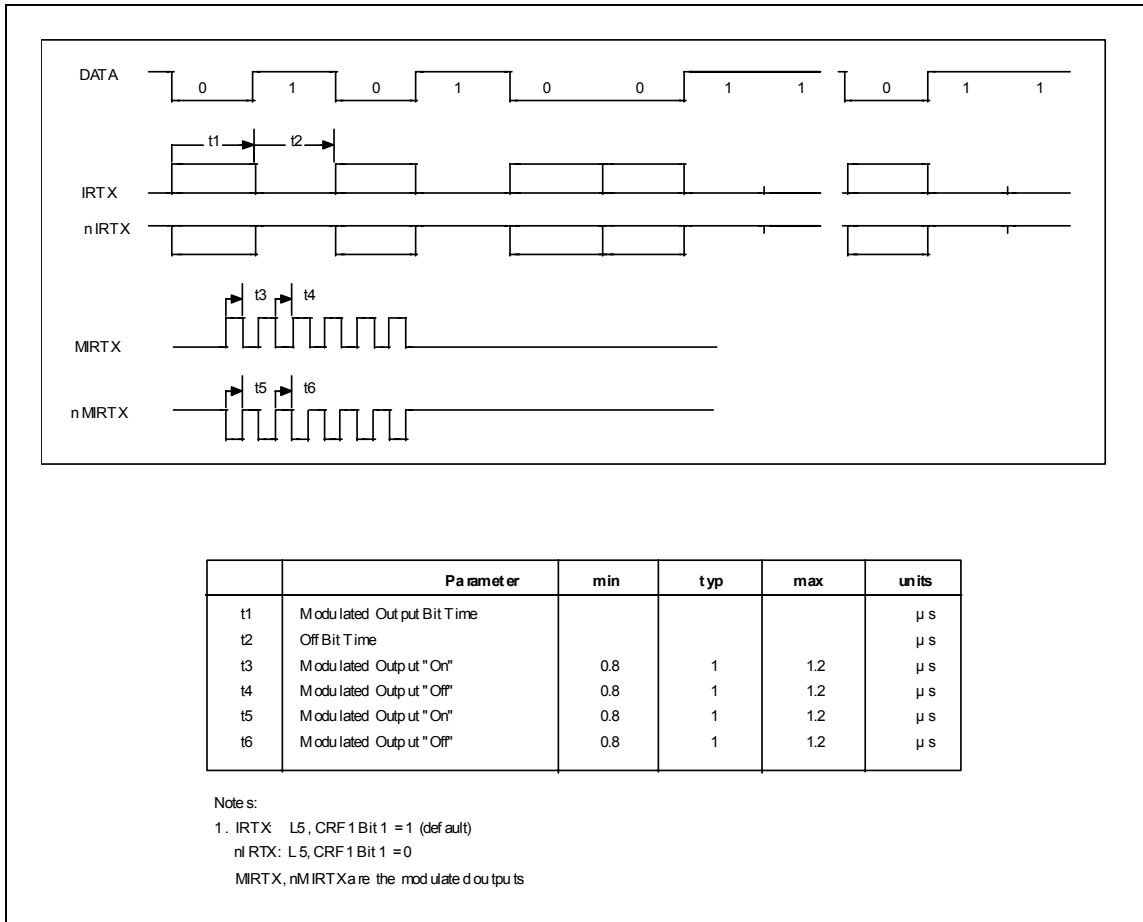 DATA 0 1 0 1 0 0 1 1 0 1 1
t1 t2
IRTX
nIRTX
t3 t4
MIRTX
t5 t6
nMIRTX
Parameter min typ max units
t1 Modulated Output Bit Time µs
t2 Off Bit Time µs
t3 Modulated Output "On" 0.8 1 1.2 µs
t4 Modulated Output "Off" 0.8 1 1.2 µs
t5 Modulated Output "On" 0.8 1 1.2 µs
t6 Modulated Output "Off" 0.8 1 1.2 µs
Notes:
1. IRTX: L5, CRF1 Bit 1 = 1 (default)
nIRTX: L5, CRF1 Bit 1 = 0
MIRTX, nMIRTX are the modulated outputs